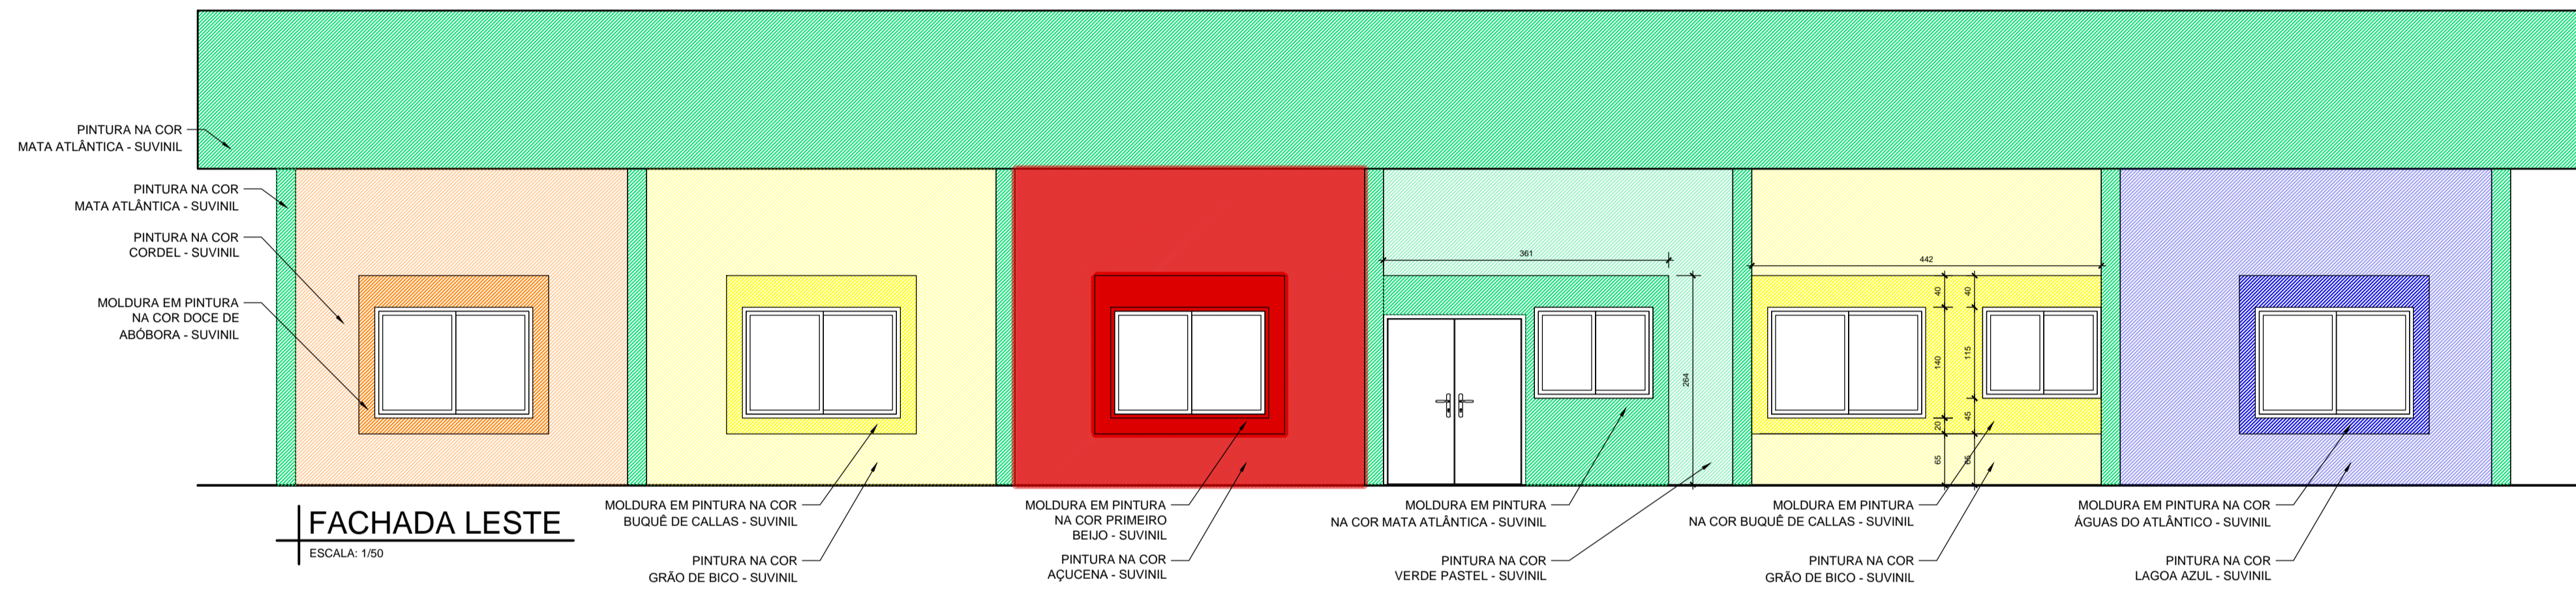 PINTURA NA COR
MATA ATLÂNTICA - SUVINIL
PINTURA NA COR
MATA ATLÂNTICA - SUVINIL
PINTURA NA COR
CORDEL - SUVINIL
MOLDURA EM PINTURA
NA COR DOCE DE
ABÓBORA - SUVINIL
361
264
442
40
40
140
115
20
45
65
65
FACHADA LESTE
ESCALA: 1/50
MOLDURA EM PINTURA NA COR
BUQUÊ DE CALLAS - SUVINIL
PINTURA NA COR
GRÃO DE BICO - SUVINIL
MOLDURA EM PINTURA
NA COR PRIMEIRO
BEIJO - SUVINIL
PINTURA NA COR
AÇUCENA - SUVINIL
MOLDURA EM PINTURA
NA COR MATA ATLÂNTICA - SUVINIL
PINTURA NA COR
VERDE PASTEL - SUVINIL
MOLDURA EM PINTURA
NA COR BUQUÊ DE CALLAS - SUVINIL
PINTURA NA COR
GRÃO DE BICO - SUVINIL
MOLDURA EM PINTURA NA COR
ÁGUAS DO ATLÂNTICO - SUVINIL
PINTURA NA COR
LAGOA AZUL - SUVINIL